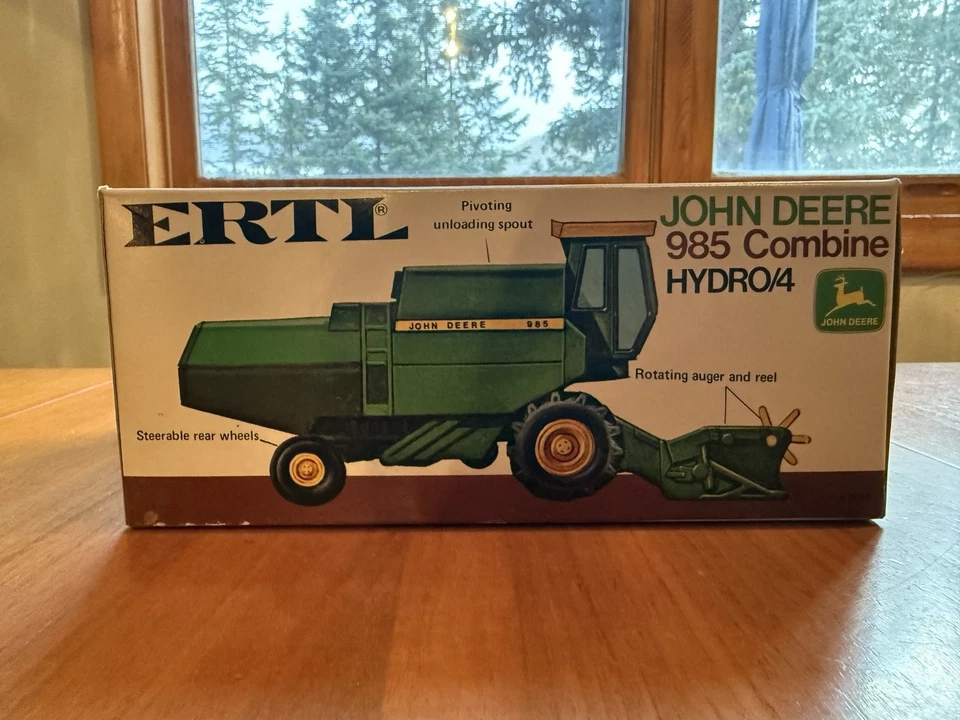 ERTL®
Pivoting
unloading spout
JOHN DEERE
985 Combine
HYDRO/4
JOHN DEERE
JOHN DEERE 985
Rotating auger and reel
Steerable rear wheels